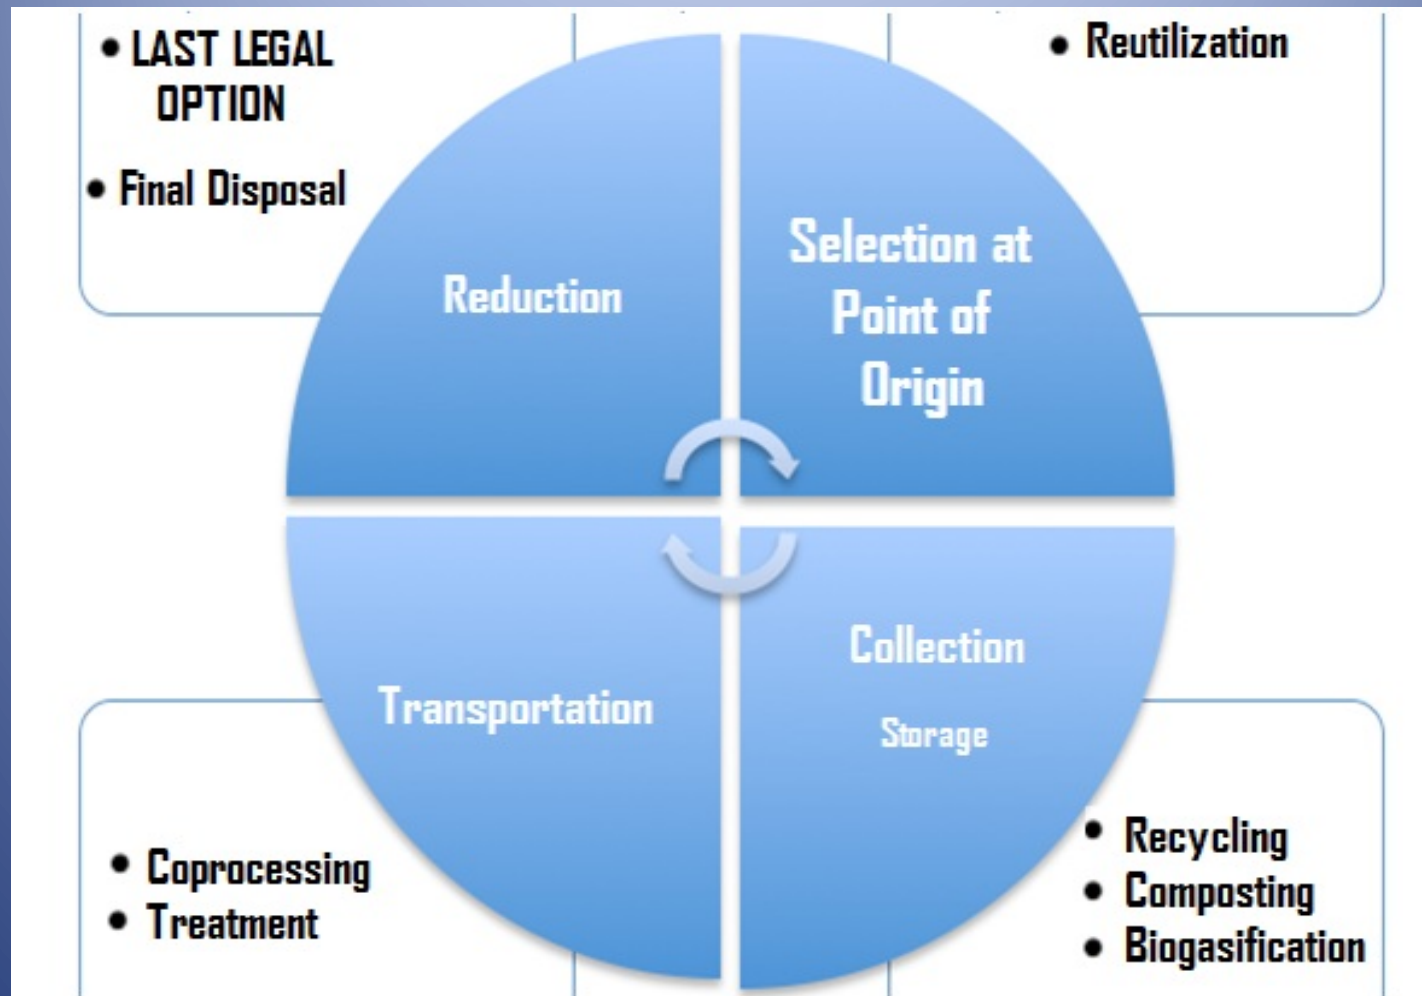 LAST LEGAL
OPTION
Final Disposal
Reutilization
Reduction
Selection at
Point of
Origin
Transportation
Collection
Storage
Coprocessing
Treatment
Recycling
Composting
Biogasification